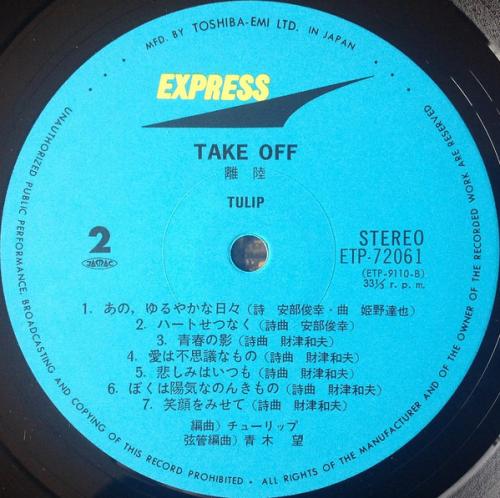 MFD. BY TOSHIBA-EMI LTD. IN JAPAN
EXPRESS
TAKE OFF
離陸
TULIP
2
JASRAC
STEREO
ETP-72061
(ETP-9110-B)
33⅓ r. p. m.
1. あの, ゆるやかな日々 (詩 安部俊幸・曲 姫野達也)
2. ハートせつなく (詩曲 安部俊幸)
3. 青春の影 (詩曲 財津和夫)
4. 愛は不思議なもの (詩曲 財津和夫)
5. 悲しみはいつも (詩曲 財津和夫)
6. ぼくは陽気なのんきもの (詩曲 財津和夫)
7. 笑顔をみせて (詩曲 財津和夫)
編曲) チューリップ
弦管編曲) 青木 望
UNAUTHORIZED PUBLIC PERFORMANCE, BROADCASTING AND COPYING OF THIS RECORD PROHIBITED • ALL RIGHTS OF THE MANUFACTURER AND OF THE OWNER OF THE RECORDED WORK ARE RESERVED